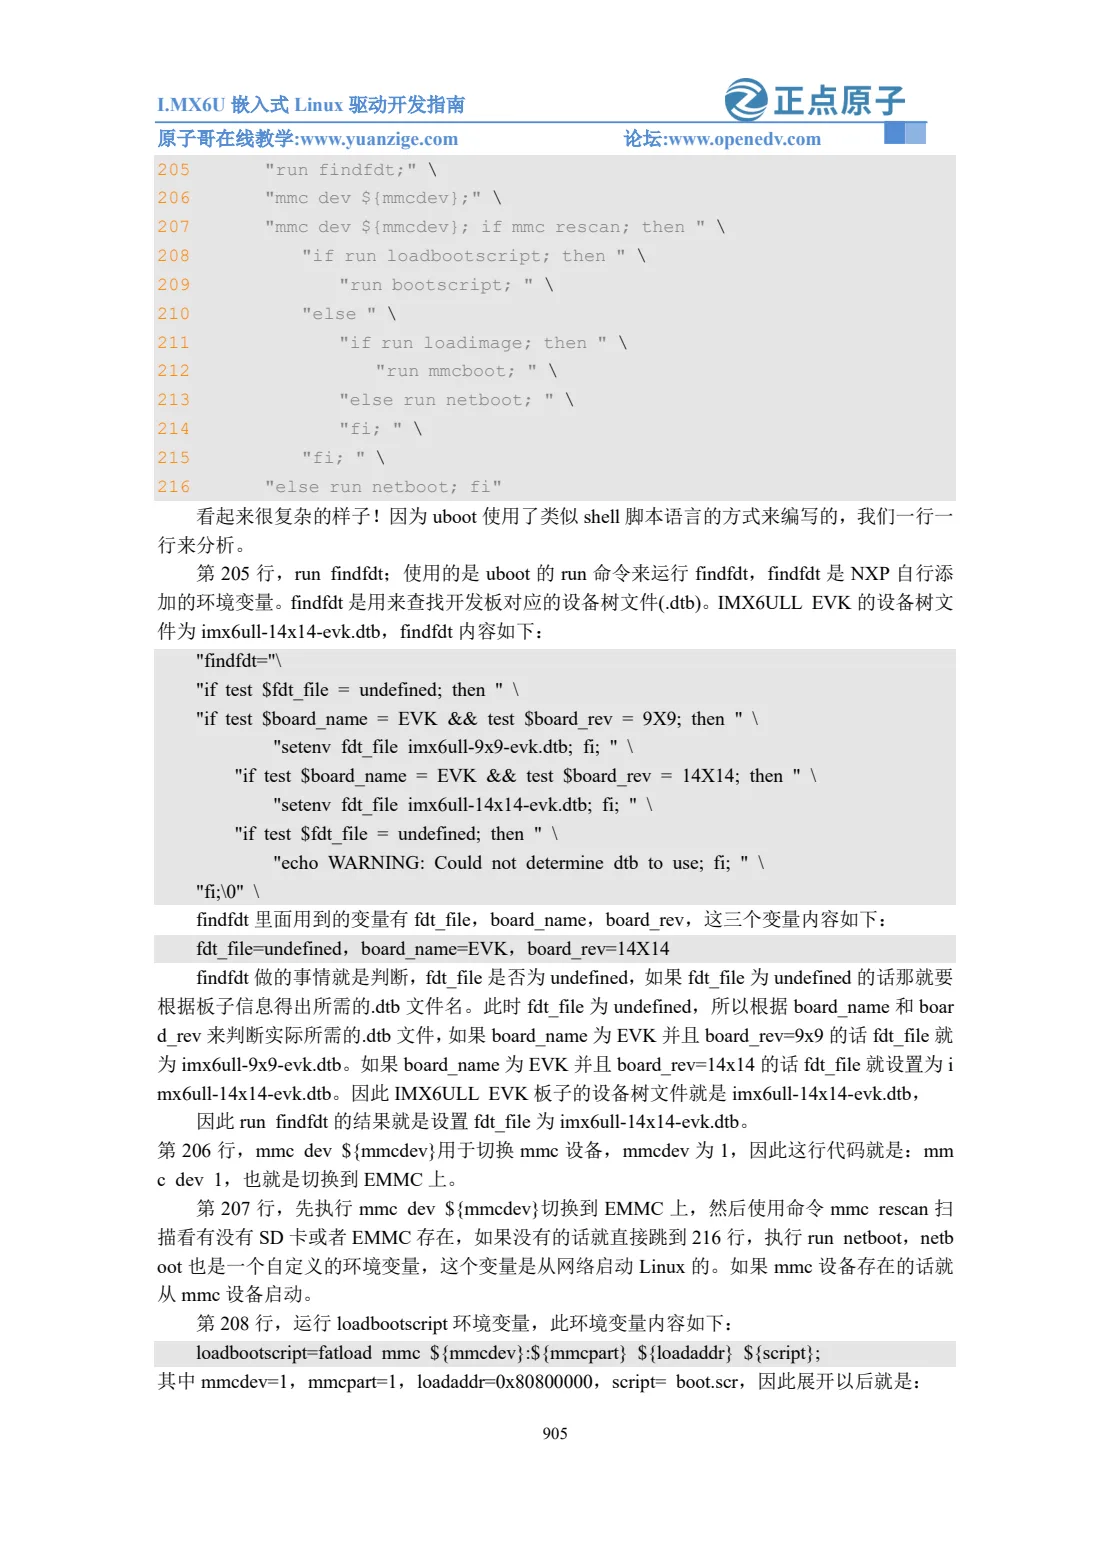 I.MX6U 嵌入式 Linux 驱动开发指南
正点原子
原子哥在线教学:www.yuanzige.com 论坛:www.openedv.com
205 "run findfdt;" \
206 "mmc dev ${mmcdev};" \
207 "mmc dev ${mmcdev}; if mmc rescan; then " \
208 "if run loadbootscript; then " \
209 "run bootscript; " \
210 "else " \
211 "if run loadimage; then " \
212 "run mmcboot; " \
213 "else run netboot; " \
214 "fi; " \
215 "fi; " \
216 "else run netboot; fi"
看起来很复杂的样子！因为 uboot 使用了类似 shell 脚本语言的方式来编写的，我们一行一
行来分析。
第 205 行，run findfdt；使用的是 uboot 的 run 命令来运行 findfdt，findfdt 是 NXP 自行添
加的环境变量。findfdt 是用来查找开发板对应的设备树文件(.dtb)。IMX6ULL EVK 的设备树文
件为 imx6ull-14x14-evk.dtb，findfdt 内容如下：
"findfdt="\
"if test $fdt_file = undefined; then " \
"if test $board_name = EVK && test $board_rev = 9X9; then " \
"setenv fdt_file imx6ull-9x9-evk.dtb; fi; " \
"if test $board_name = EVK && test $board_rev = 14X14; then " \
"setenv fdt_file imx6ull-14x14-evk.dtb; fi; " \
"if test $fdt_file = undefined; then " \
"echo WARNING: Could not determine dtb to use; fi; " \
"fi;\0" \
findfdt 里面用到的变量有 fdt_file，board_name，board_rev，这三个变量内容如下：
fdt_file=undefined，board_name=EVK，board_rev=14X14
findfdt 做的事情就是判断，fdt_file 是否为 undefined，如果 fdt_file 为 undefined 的话那就要
根据板子信息得出所需的.dtb 文件名。此时 fdt_file 为 undefined，所以根据 board_name 和 boar
d_rev 来判断实际所需的.dtb 文件，如果 board_name 为 EVK 并且 board_rev=9x9 的话 fdt_file 就
为 imx6ull-9x9-evk.dtb。如果 board_name 为 EVK 并且 board_rev=14x14 的话 fdt_file 就设置为 i
mx6ull-14x14-evk.dtb。因此 IMX6ULL EVK 板子的设备树文件就是 imx6ull-14x14-evk.dtb，
因此 run findfdt 的结果就是设置 fdt_file 为 imx6ull-14x14-evk.dtb。
第 206 行，mmc dev ${mmcdev}用于切换 mmc 设备，mmcdev 为 1，因此这行代码就是：mm
c dev 1，也就是切换到 EMMC 上。
第 207 行，先执行 mmc dev ${mmcdev}切换到 EMMC 上，然后使用命令 mmc rescan 扫
描看有没有 SD 卡或者 EMMC 存在，如果没有的话就直接跳到 216 行，执行 run netboot，netb
oot 也是一个自定义的环境变量，这个变量是从网络启动 Linux 的。如果 mmc 设备存在的话就
从 mmc 设备启动。
第 208 行，运行 loadbootscript 环境变量，此环境变量内容如下：
loadbootscript=fatload mmc ${mmcdev}:${mmcpart} ${loadaddr} ${script};
其中 mmcdev=1，mmcpart=1，loadaddr=0x80800000，script= boot.scr，因此展开以后就是：
905